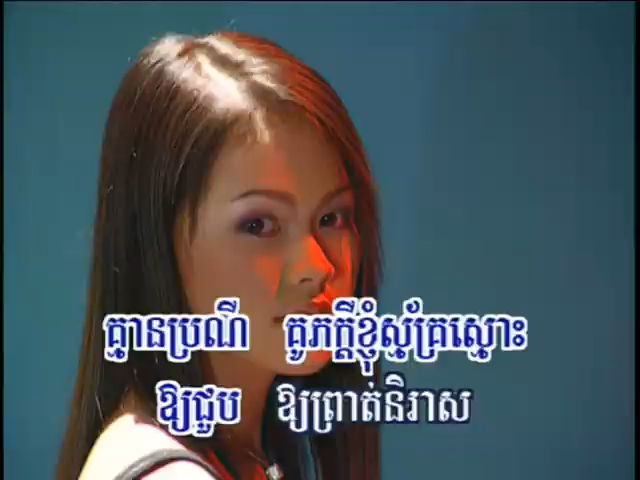 គ្មានប្រណី គូភក្តីខ្ញុំស្ម័គ្រស្មោះ
ឱ្យជួប ឱ្យព្រាត់និរាស